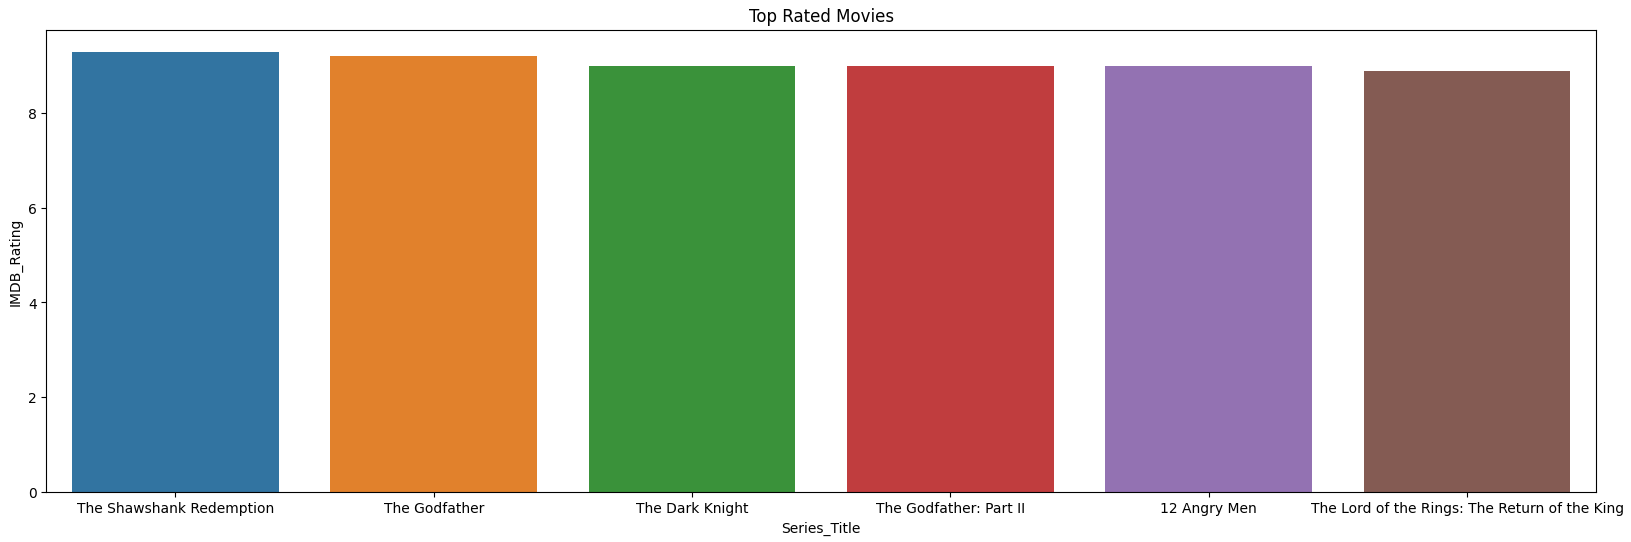 Top Rated Movies
IMDB_Rating
8
6
4
2
0
The Shawshank Redemption
The Godfather
The Dark Knight
The Godfather: Part II
12 Angry Men
The Lord of the Rings: The Return of the King
Series_Title